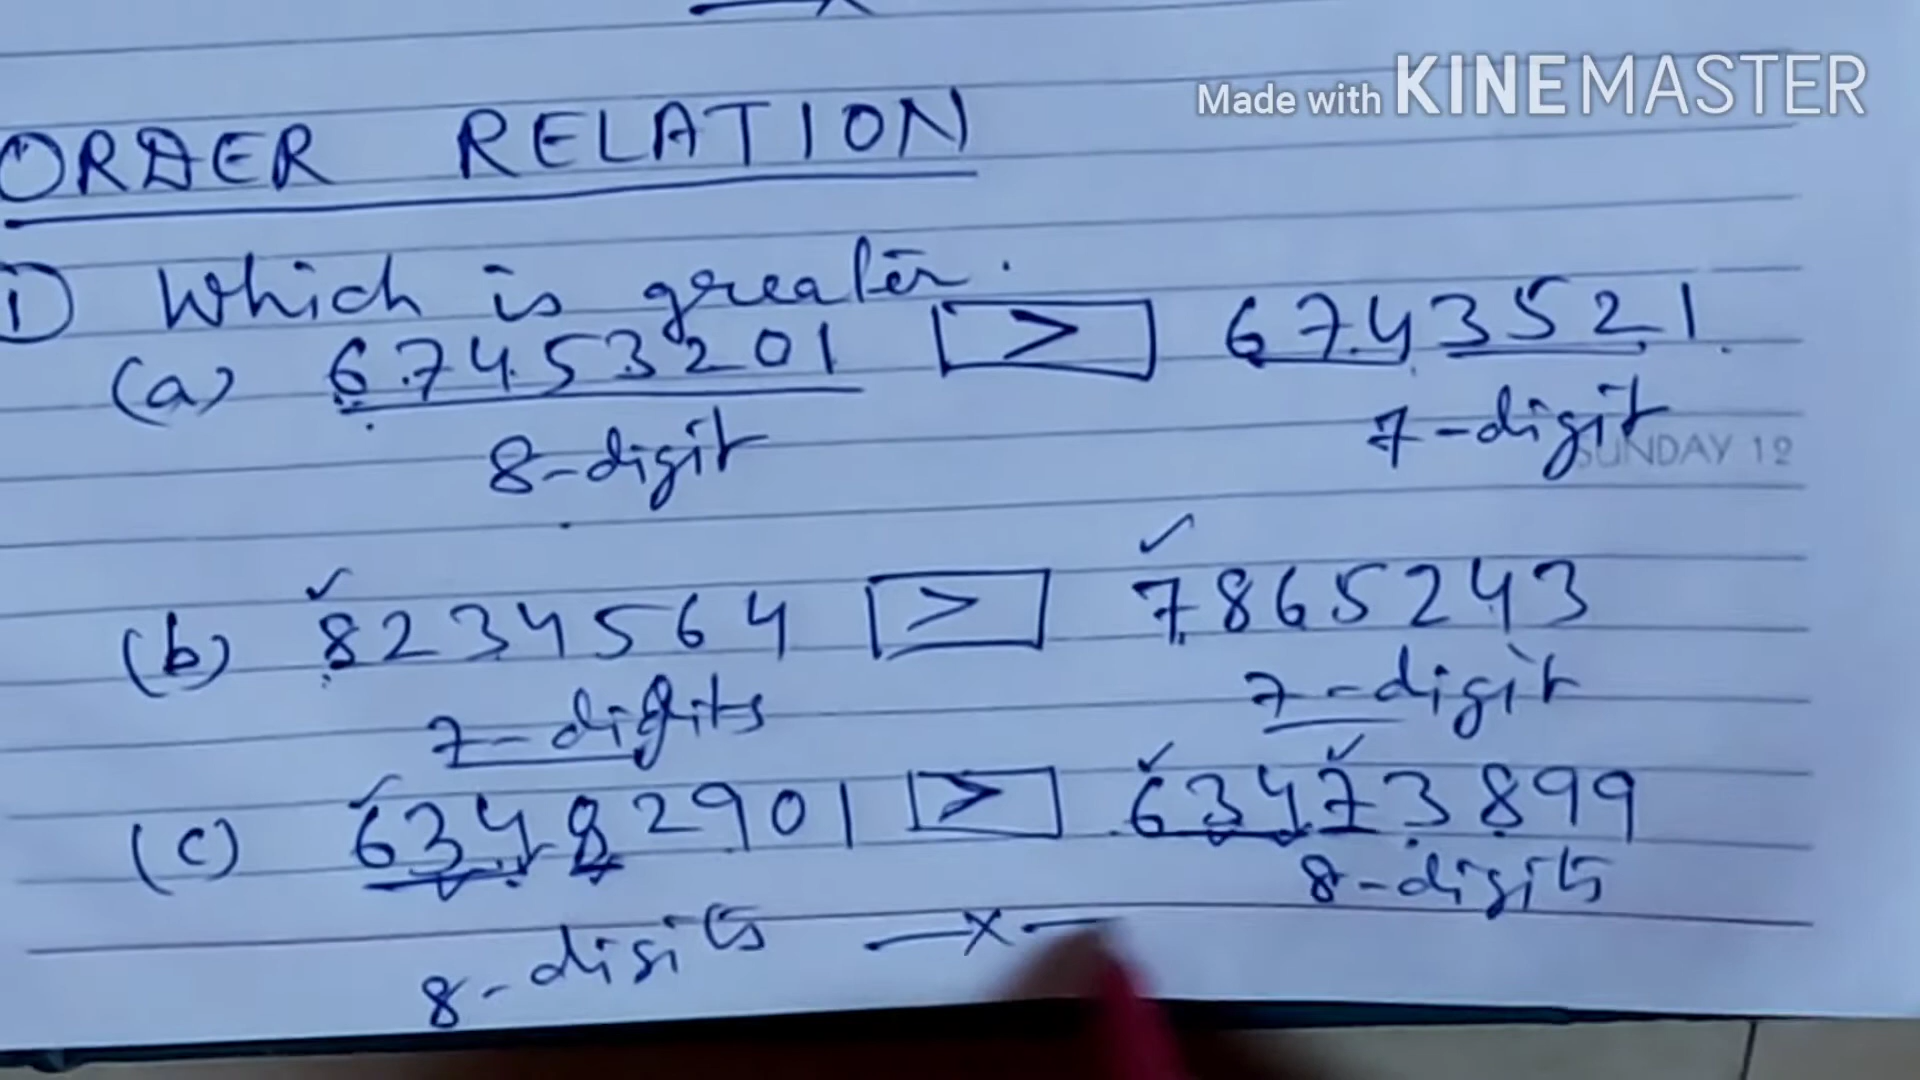 Made with KINEMASTER
ORDER RELATION
1) Which is greater.
(a) 67453201 > 6743521
8-digit 7-digit
SUNDAY 12
(b) 8234564 > 7865243
7-digits 7-digit
(c) 63482901 > 63473899
8-digits 8-digits
—x—